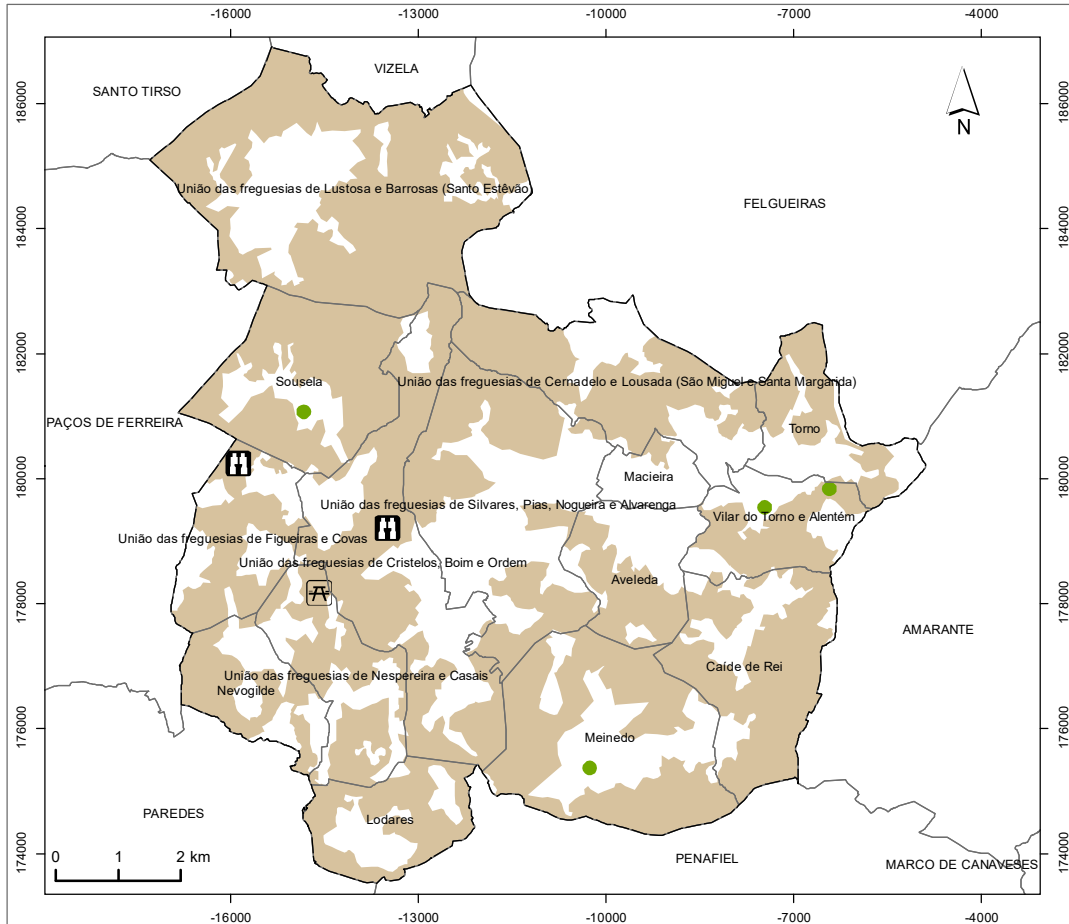 -16000
-13000
-10000
-7000
-4000
VIZELA
SANTO TIRSO
186000
186000
N
União das freguesias de Lustosa e Barrosas (Santo Estêvão
FELGUEIRAS
184000
184000
182000
182000
Sousela
União das freguesias de Cernadelo e Lousada (São Miguel e Santa Margarida)
PAÇOS DE FERREIRA
Torno
180000
180000
Macieira
União das freguesias de Silvares, Pias, Nogueira e Alvarenga
Vilar do Torno e Alentém
União das freguesias de Figueiras e Covas
União das freguesias de Cristelos, Boim e Ordem
Aveleda
178000
178000
AMARANTE
Caíde de Rei
União das freguesias de Nespereira e Casais
Nevogilde
176000
176000
Meinedo
PAREDES
Lodares
174000
174000
0 1 2 km
PENAFIEL
MARCO DE CANAVESES
-16000
-13000
-10000
-7000
-4000